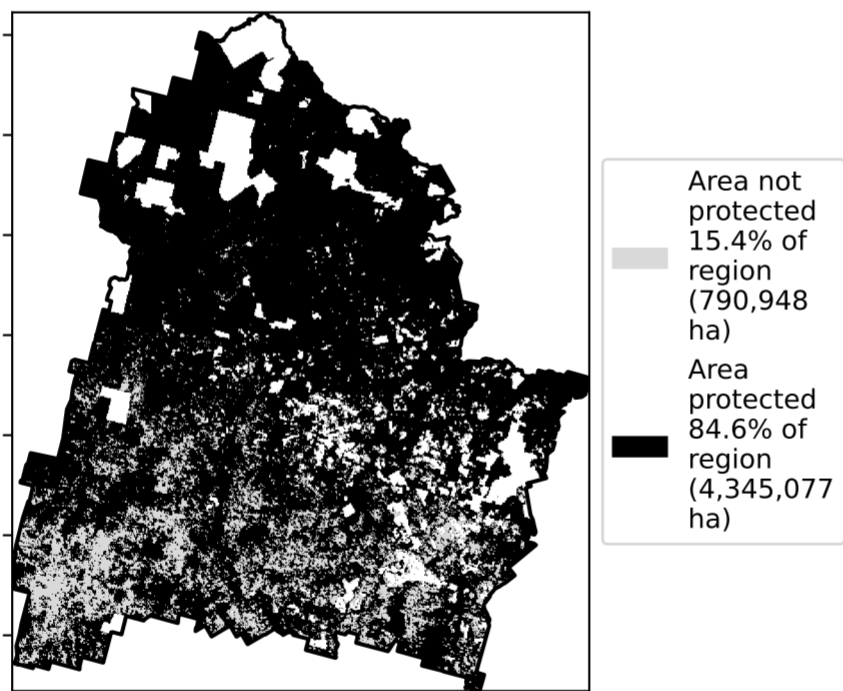 Area not
protected
15.4% of
region
(790,948
ha)
Area
protected
84.6% of
region
(4,345,077
ha)